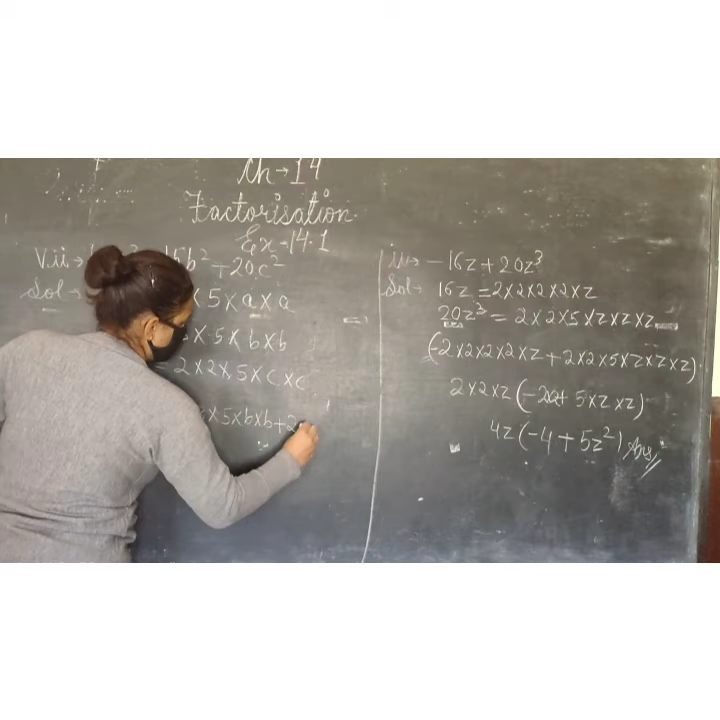 Ch→14
Factorisation
Ex-14.1
Vii→ 15b²+20c²
Sol→ × 5×a×a
×5×b×b
=2×2×5×c×c
×5×b×b+2
-16z+20z³
Sol- 16z=2×2×2×2×z
20z³=2×2×5×z×z×z
(-2×2×2×2×z+2×2×5×z×z×z)
2×2×z(-2×2+5×z×z)
4z(-4+5z²) Ans